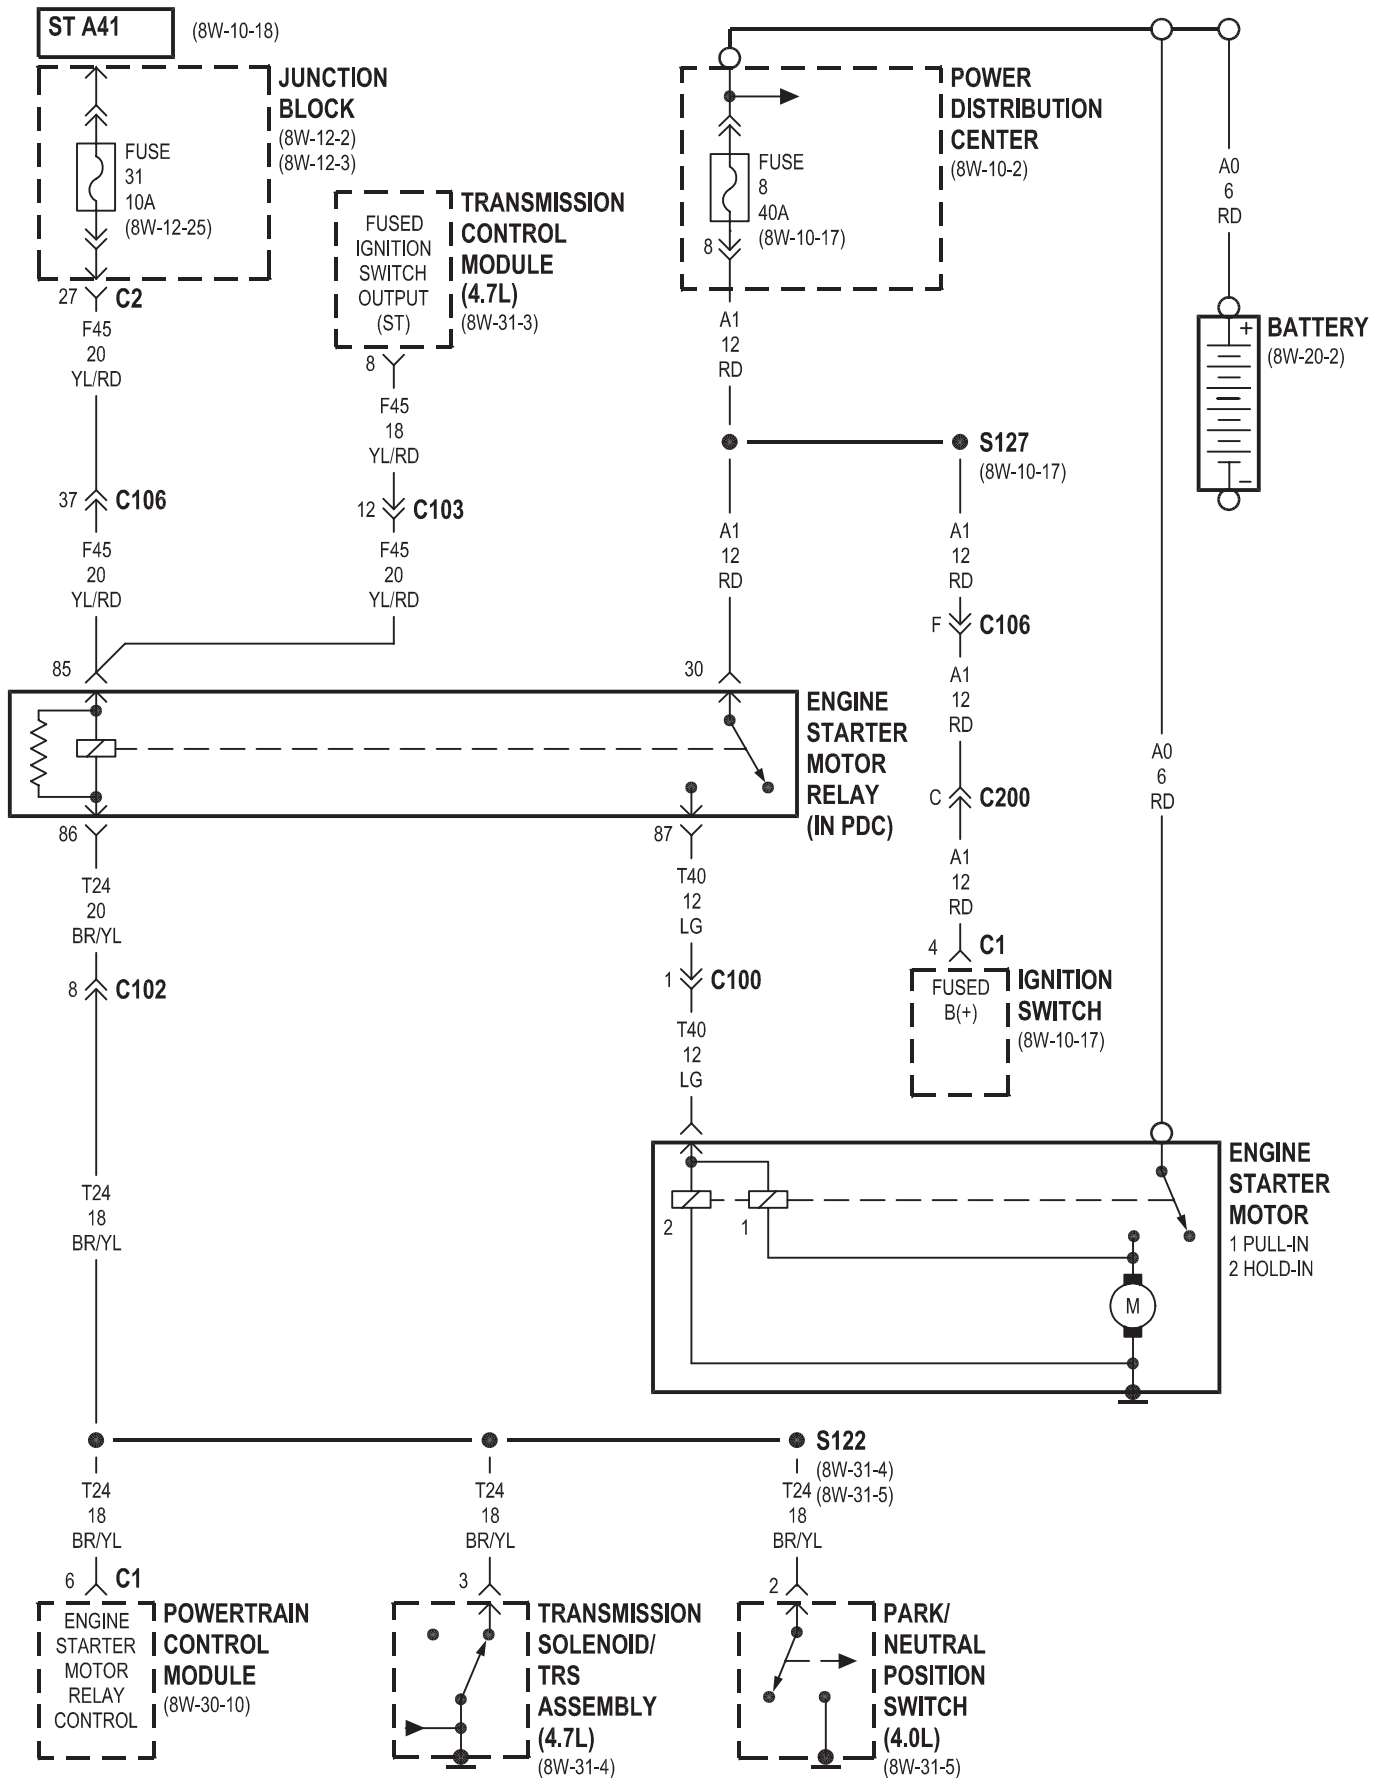 ST A41
(8W-10-18)
JUNCTION
BLOCK
(8W-12-2)
(8W-12-3)
FUSE
31
10A
(8W-12-25)
27
C2
F45
20
YL/RD
37
C106
F45
20
YL/RD
FUSED
IGNITION
SWITCH
OUTPUT
(ST)
TRANSMISSION
CONTROL
MODULE
(4.7L)
(8W-31-3)
8
F45
18
YL/RD
12
C103
F45
20
YL/RD
POWER
DISTRIBUTION
CENTER
(8W-10-2)
FUSE
8
40A
(8W-10-17)
8
A1
12
RD
S127
(8W-10-17)
A1
12
RD
A1
12
RD
F
C106
A1
12
RD
C
C200
A1
12
RD
4
C1
FUSED
B(+)
IGNITION
SWITCH
(8W-10-17)
A0
6
RD
+
-
BATTERY
(8W-20-2)
A0
6
RD
85
30
ENGINE
STARTER
MOTOR
RELAY
(IN PDC)
86
87
T24
20
BR/YL
8
C102
T24
18
BR/YL
T40
12
LG
1
C100
T40
12
LG
2
1
M
ENGINE
STARTER
MOTOR
1 PULL-IN
2 HOLD-IN
S122
(8W-31-4)
(8W-31-5)
T24
18
BR/YL
T24
18
BR/YL
T24
18
BR/YL
6
C1
3
2
ENGINE
STARTER
MOTOR
RELAY
CONTROL
POWERTRAIN
CONTROL
MODULE
(8W-30-10)
TRANSMISSION
SOLENOID/
TRS
ASSEMBLY
(4.7L)
(8W-31-4)
PARK/
NEUTRAL
POSITION
SWITCH
(4.0L)
(8W-31-5)